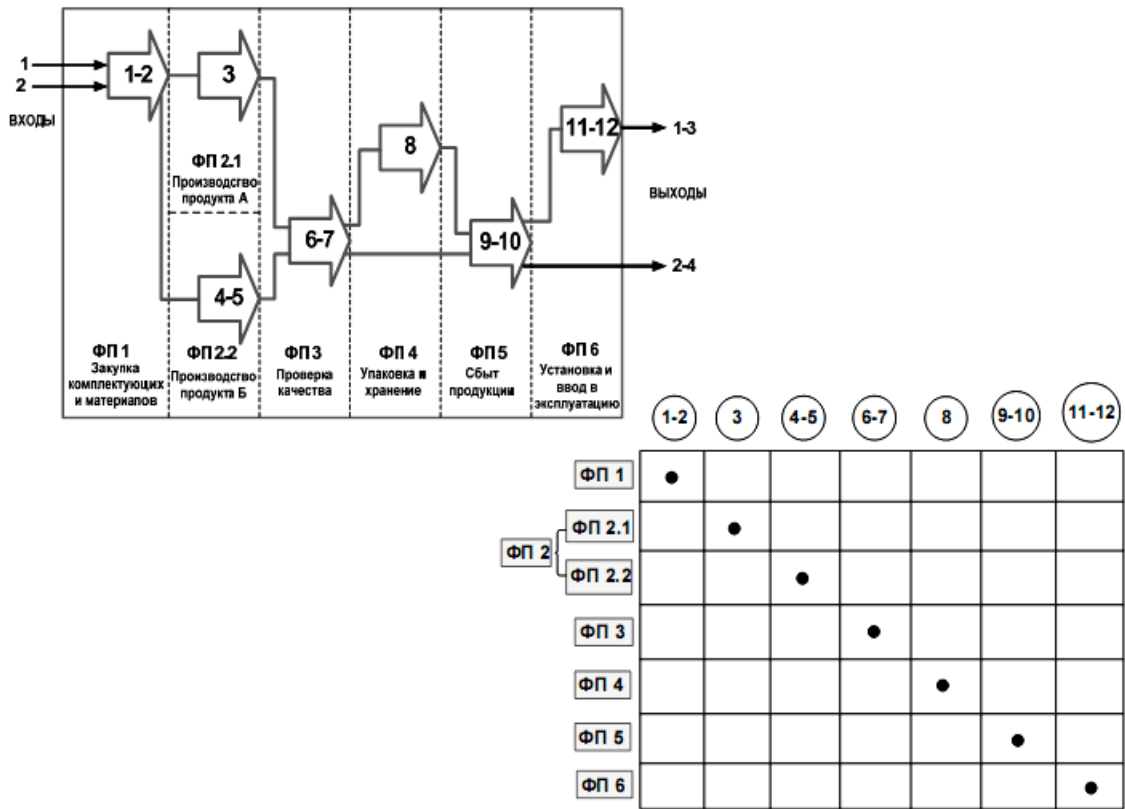 1
2
ВХОДЫ
1-2
3
ФП 2.1
Производство
продукта А
4-5
6-7
8
9-10
11-12
1-3
ВЫХОДЫ
2-4
ФП 1
Закупка
комплектующих
и материалов
ФП 2.2
Производство
продукта Б
ФП 3
Проверка
качества
ФП 4
Упаковка и
хранение
ФП 5
Сбыт
продукции
ФП 6
Установка и
ввод в
эксплуатацию
1-2 3 4-5 6-7 8 9-10 11-12
ФП 1
ФП 2
ФП 2.1
ФП 2.2
ФП 3
ФП 4
ФП 5
ФП 6